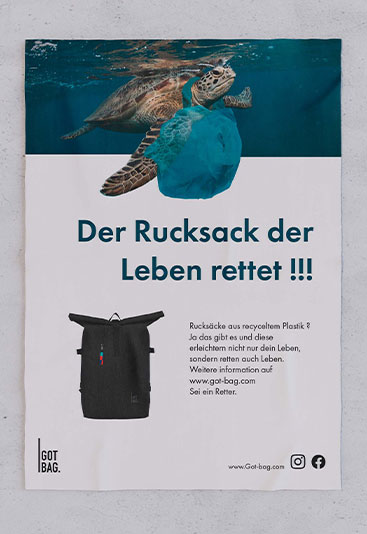 Der Rucksack der
Leben rettet !!!
Rucksäcke aus recyceltem Plastik ?
Ja das gibt es und diese
erleichtern nicht nur dein Leben,
sondern retten auch Leben.
Weitere information auf
www.got-bag.com
Sei ein Retter.
GOT
BAG.
www.Got-bag.com